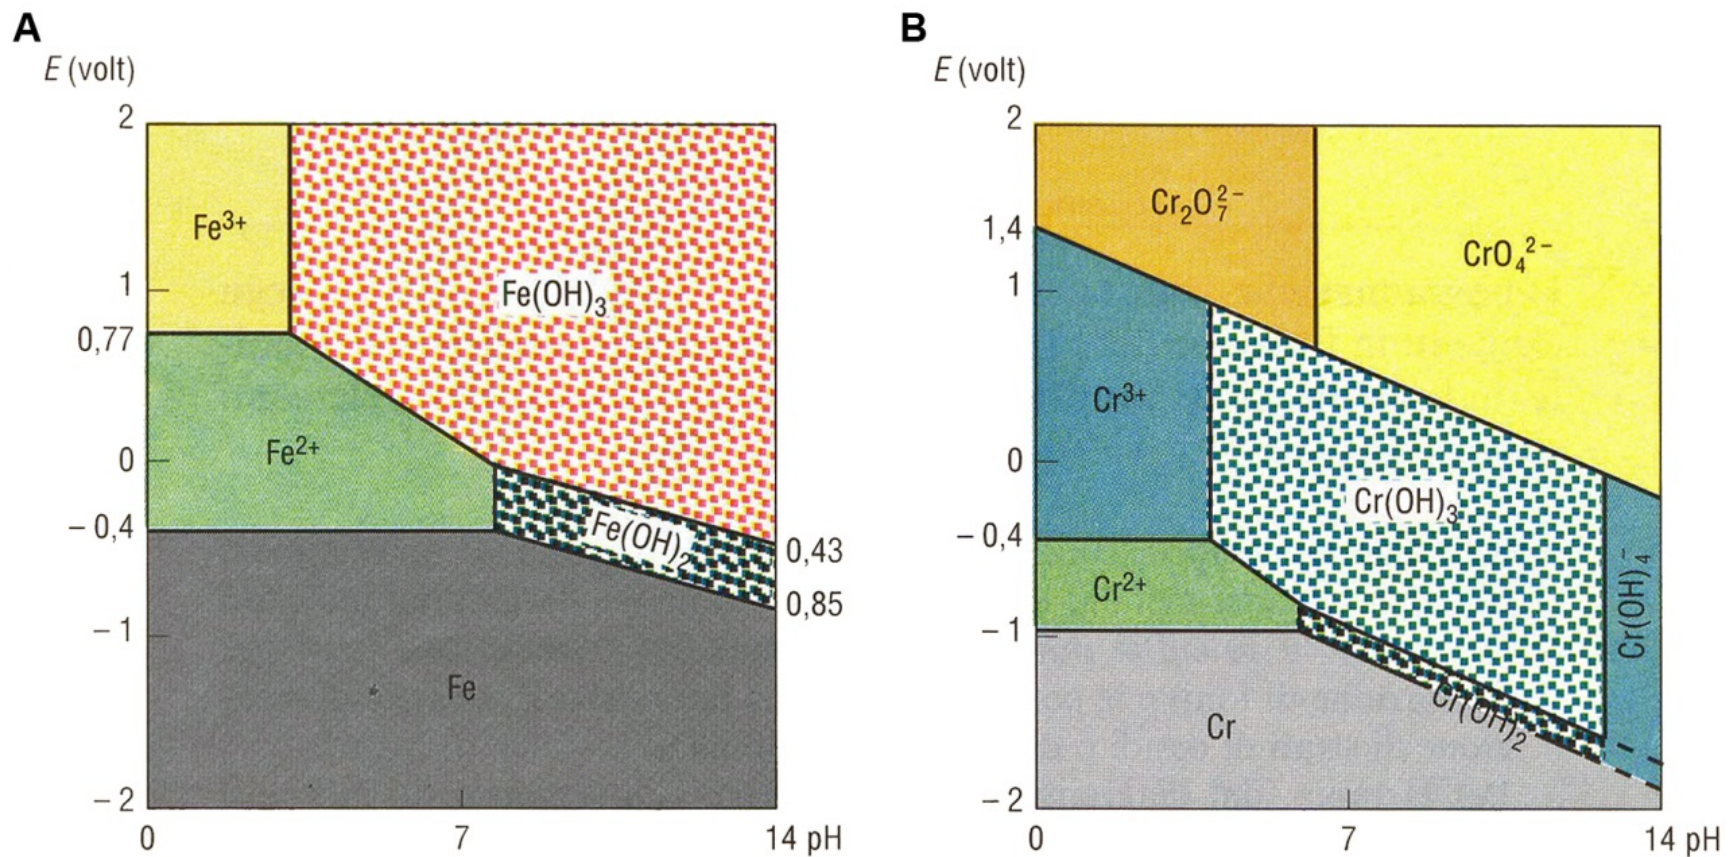 A
E (volt)
2
1
0,77
0
– 0,4
– 1
– 2
0
7
14 pH
0,43
0,85
Fe³⁺
Fe(OH)₃
Fe²⁺
Fe(OH)₂
Fe
B
E (volt)
2
1,4
1
0
– 0,4
– 1
– 2
0
7
14 pH
Cr₂O₇²⁻
CrO₄²⁻
Cr³⁺
Cr(OH)₃
Cr²⁺
Cr(OH)₄⁻
Cr(OH)₂
Cr